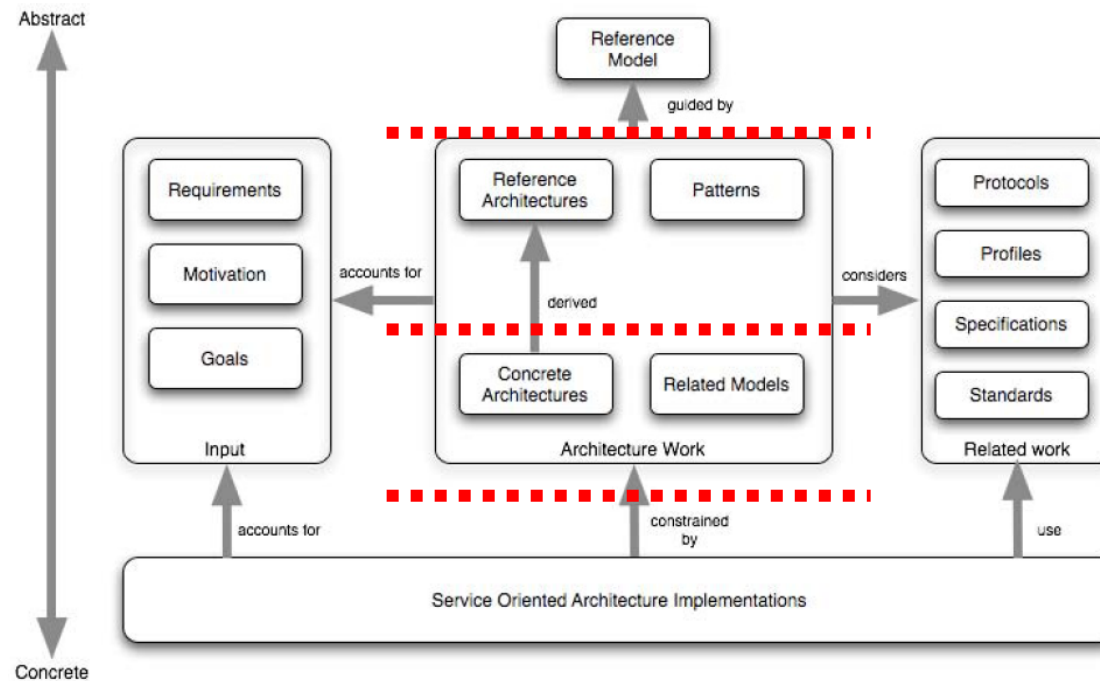 Abstract
Reference
Model
guided by
Requirements
Motivation
Goals
Input
accounts for
Reference
Architectures
Patterns
derived
Concrete
Architectures
Related Models
Architecture Work
considers
Protocols
Profiles
Specifications
Standards
Related work
accounts for
constrained
by
use
Service Oriented Architecture Implementations
Concrete